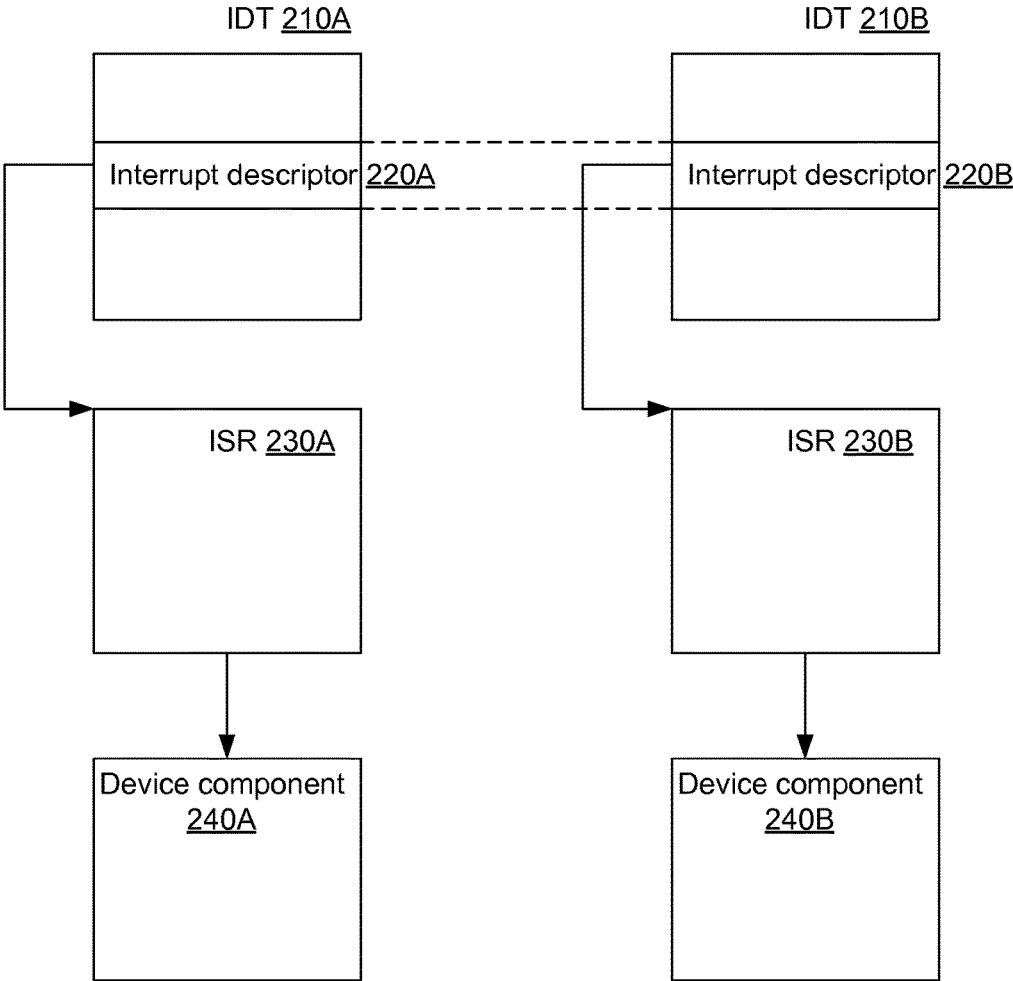 IDT 210A
IDT 210B
Interrupt descriptor 220A
Interrupt descriptor 220B
ISR 230A
ISR 230B
Device component
240A
Device component
240B